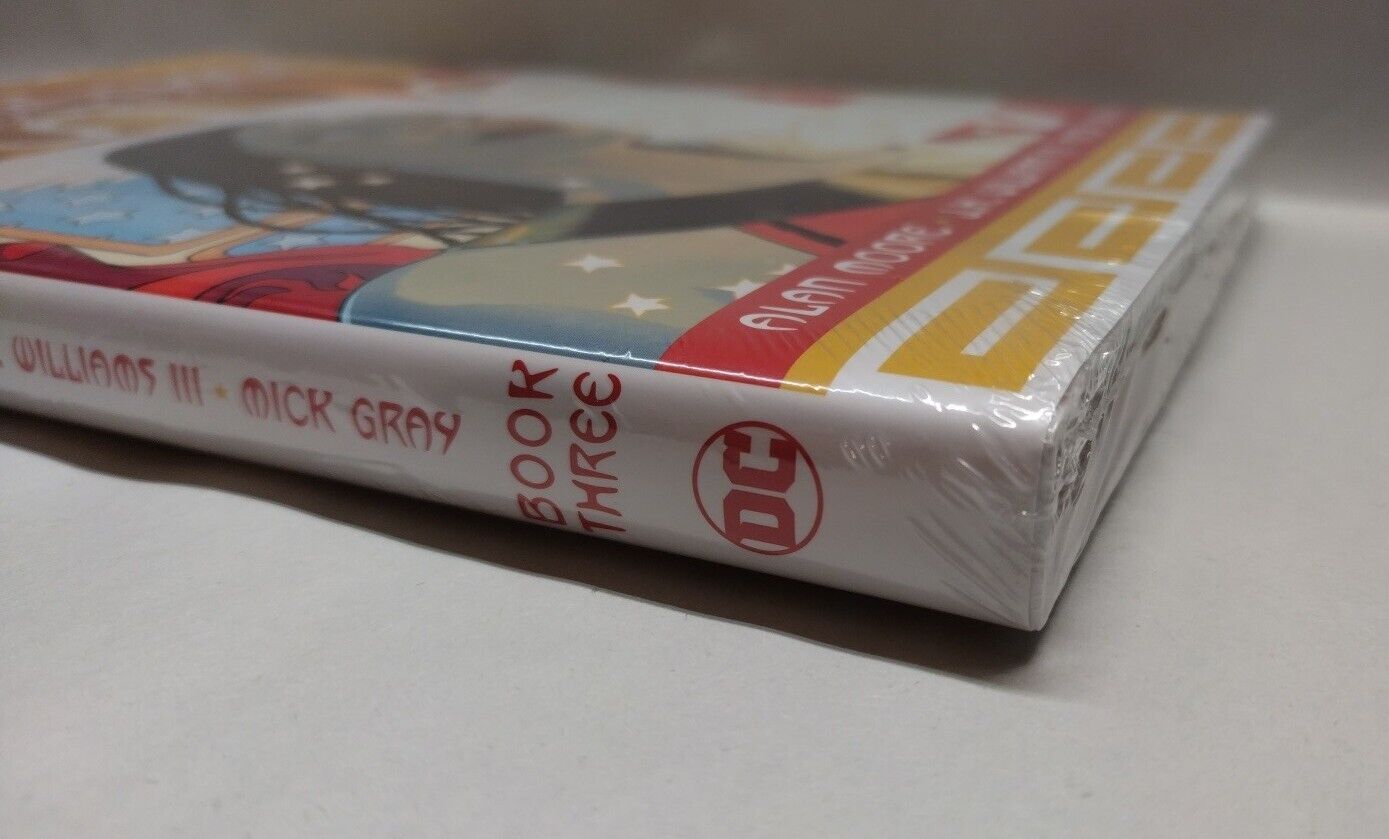 ALAN MOORE
WILLIAMS III ★ MICK GRAY
BOOK
THREE
DC